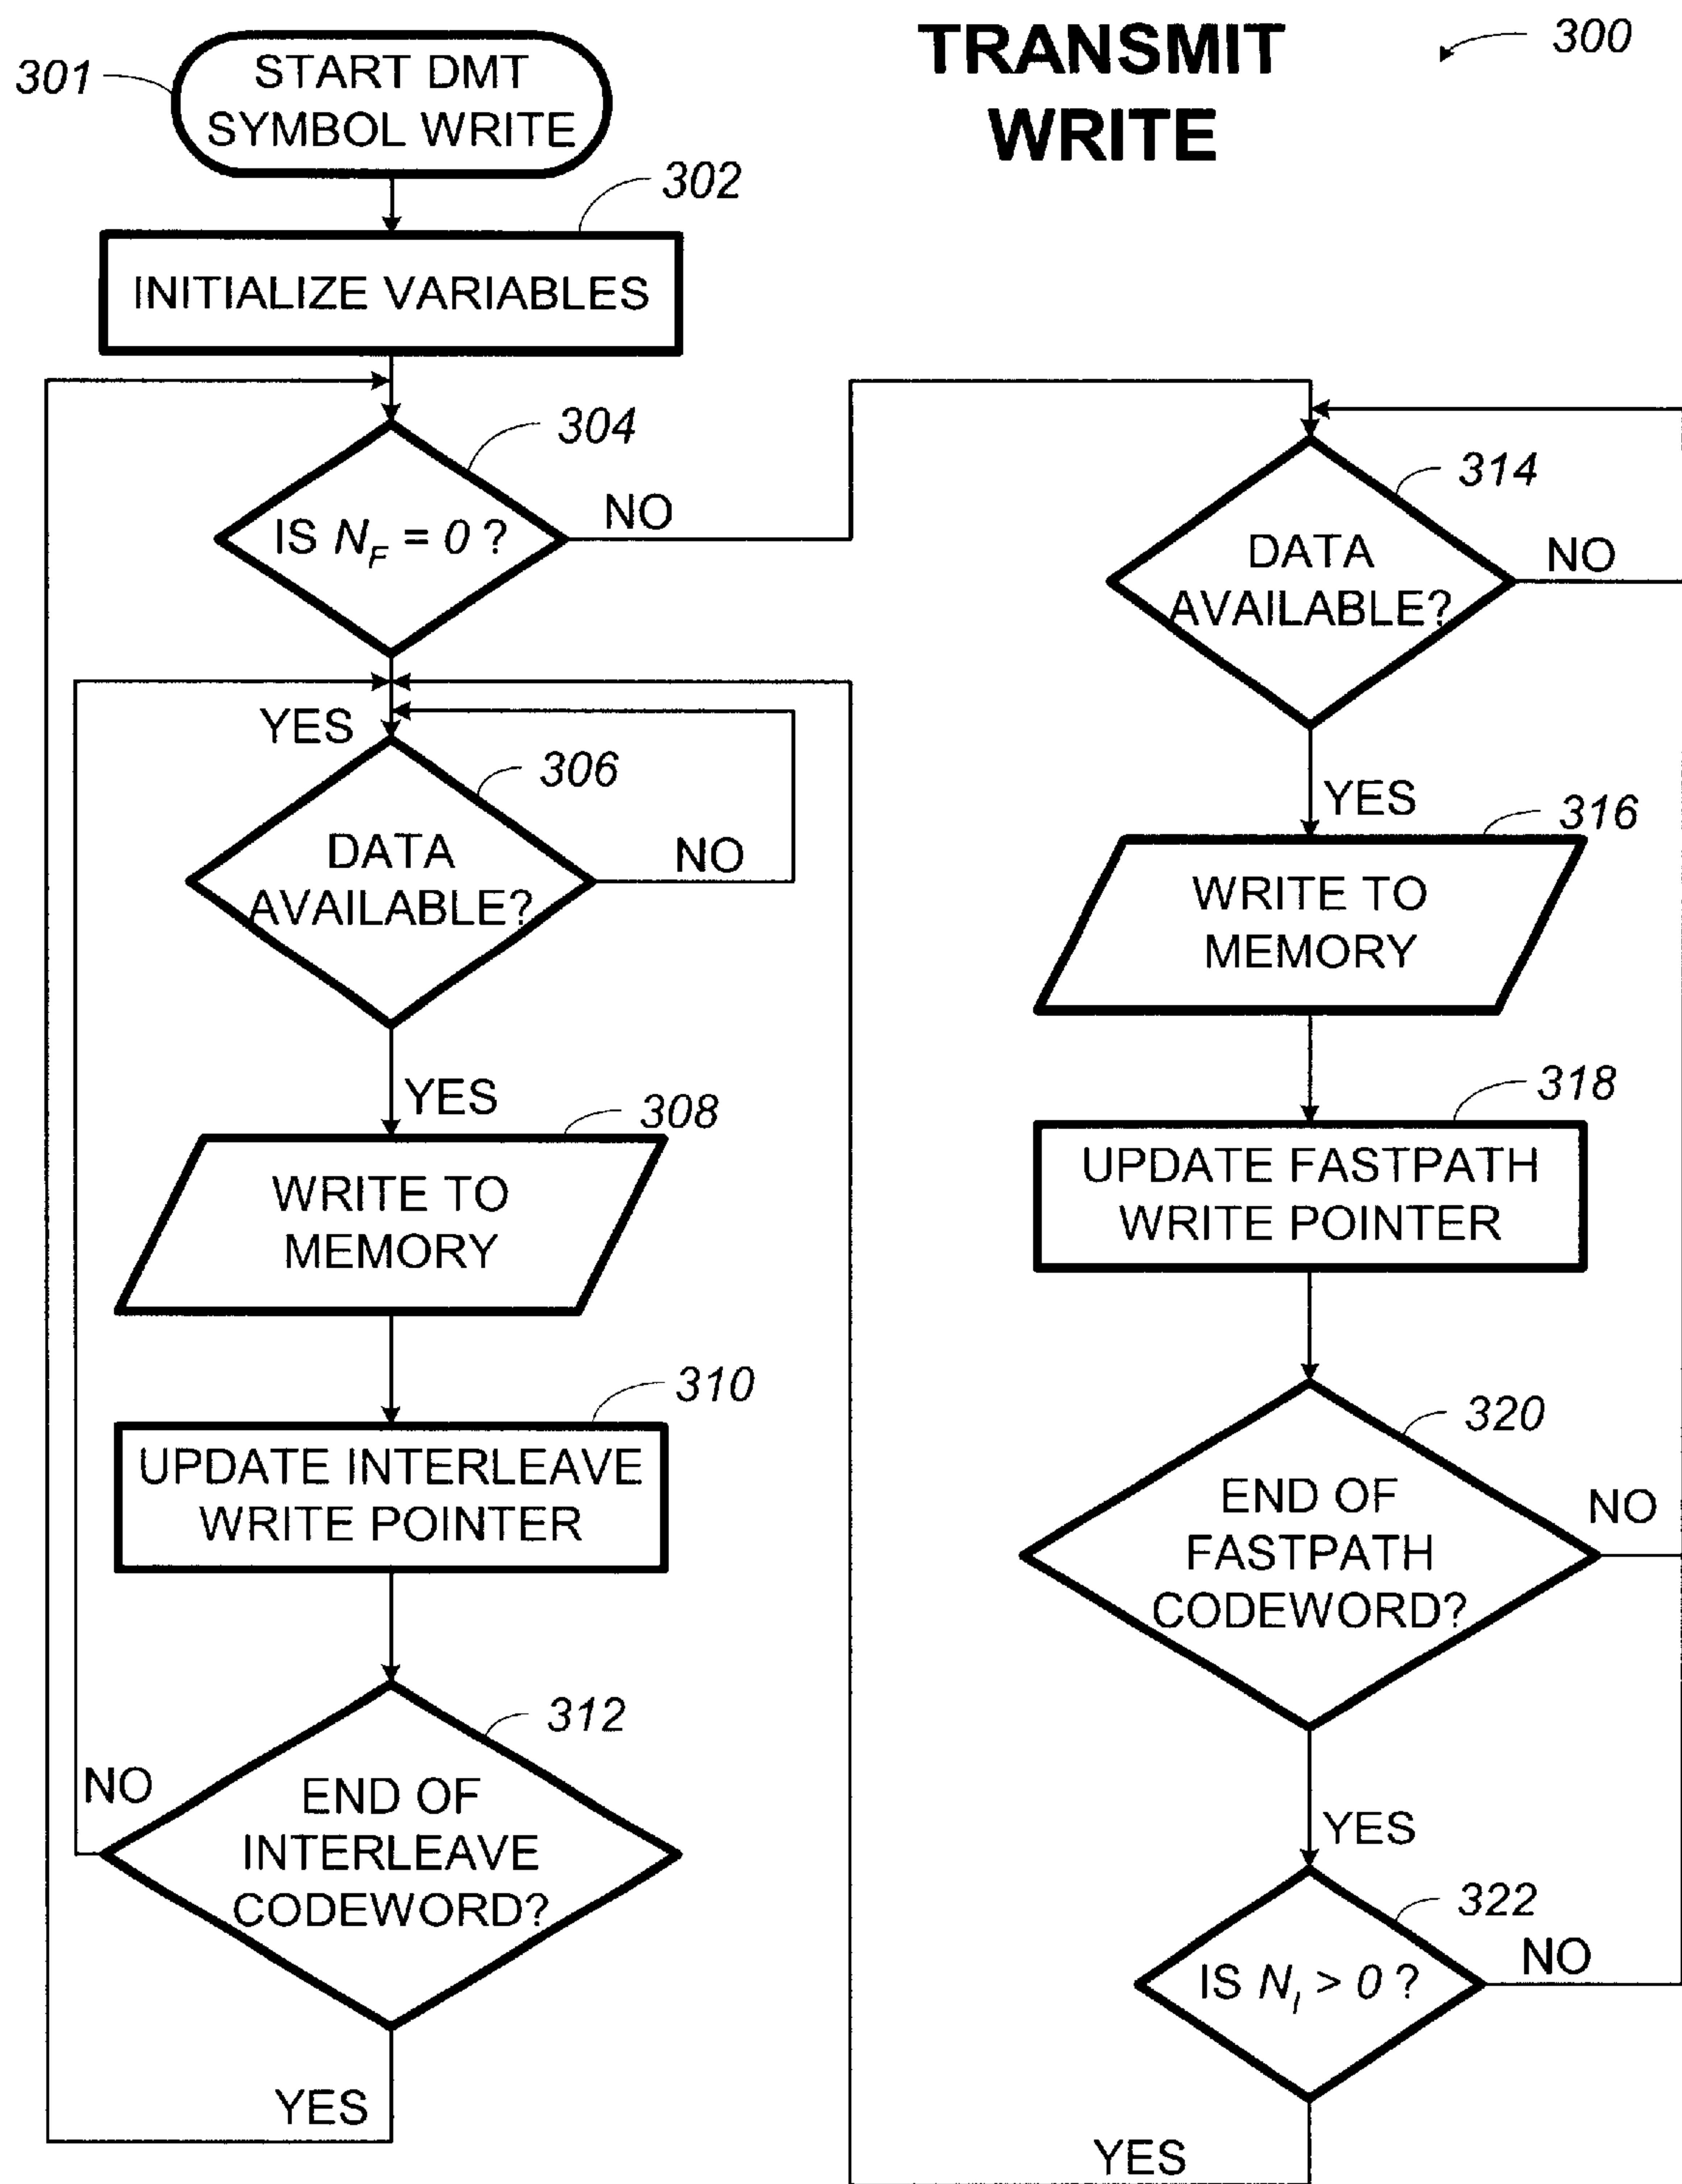 TRANSMIT
WRITE
300
301
START DMT
SYMBOL WRITE
302
INITIALIZE VARIABLES
304
IS N_F = 0 ?
NO
YES
306
DATA
AVAILABLE?
NO
YES
308
WRITE TO
MEMORY
310
UPDATE INTERLEAVE
WRITE POINTER
312
NO
END OF
INTERLEAVE
CODEWORD?
YES
314
DATA
AVAILABLE?
NO
YES
316
WRITE TO
MEMORY
318
UPDATE FASTPATH
WRITE POINTER
320
END OF
FASTPATH
CODEWORD?
NO
YES
322
IS N_I > 0 ?
NO
YES